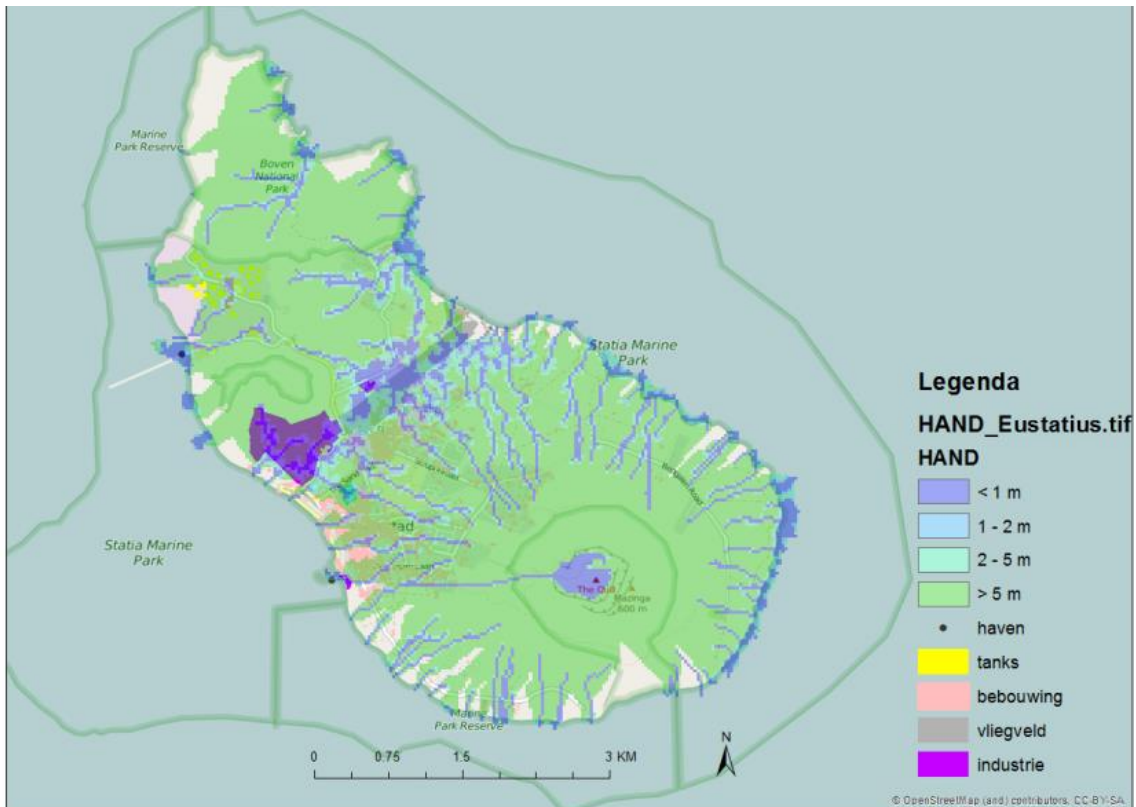 Marine
Park Reserve
Boven
National
Park
Statia Marine
Park
Statia Marine
Park
The Quill
Mazinga
600 m
Marine
Park Reserve
0 0.75 1.5 3 KM
N
Legenda
HAND_Eustatius.tif
HAND
< 1 m
1 - 2 m
2 - 5 m
> 5 m
haven
tanks
bebouwing
vliegveld
industrie
© OpenStreetMap (and) contributors, CC-BY-SA